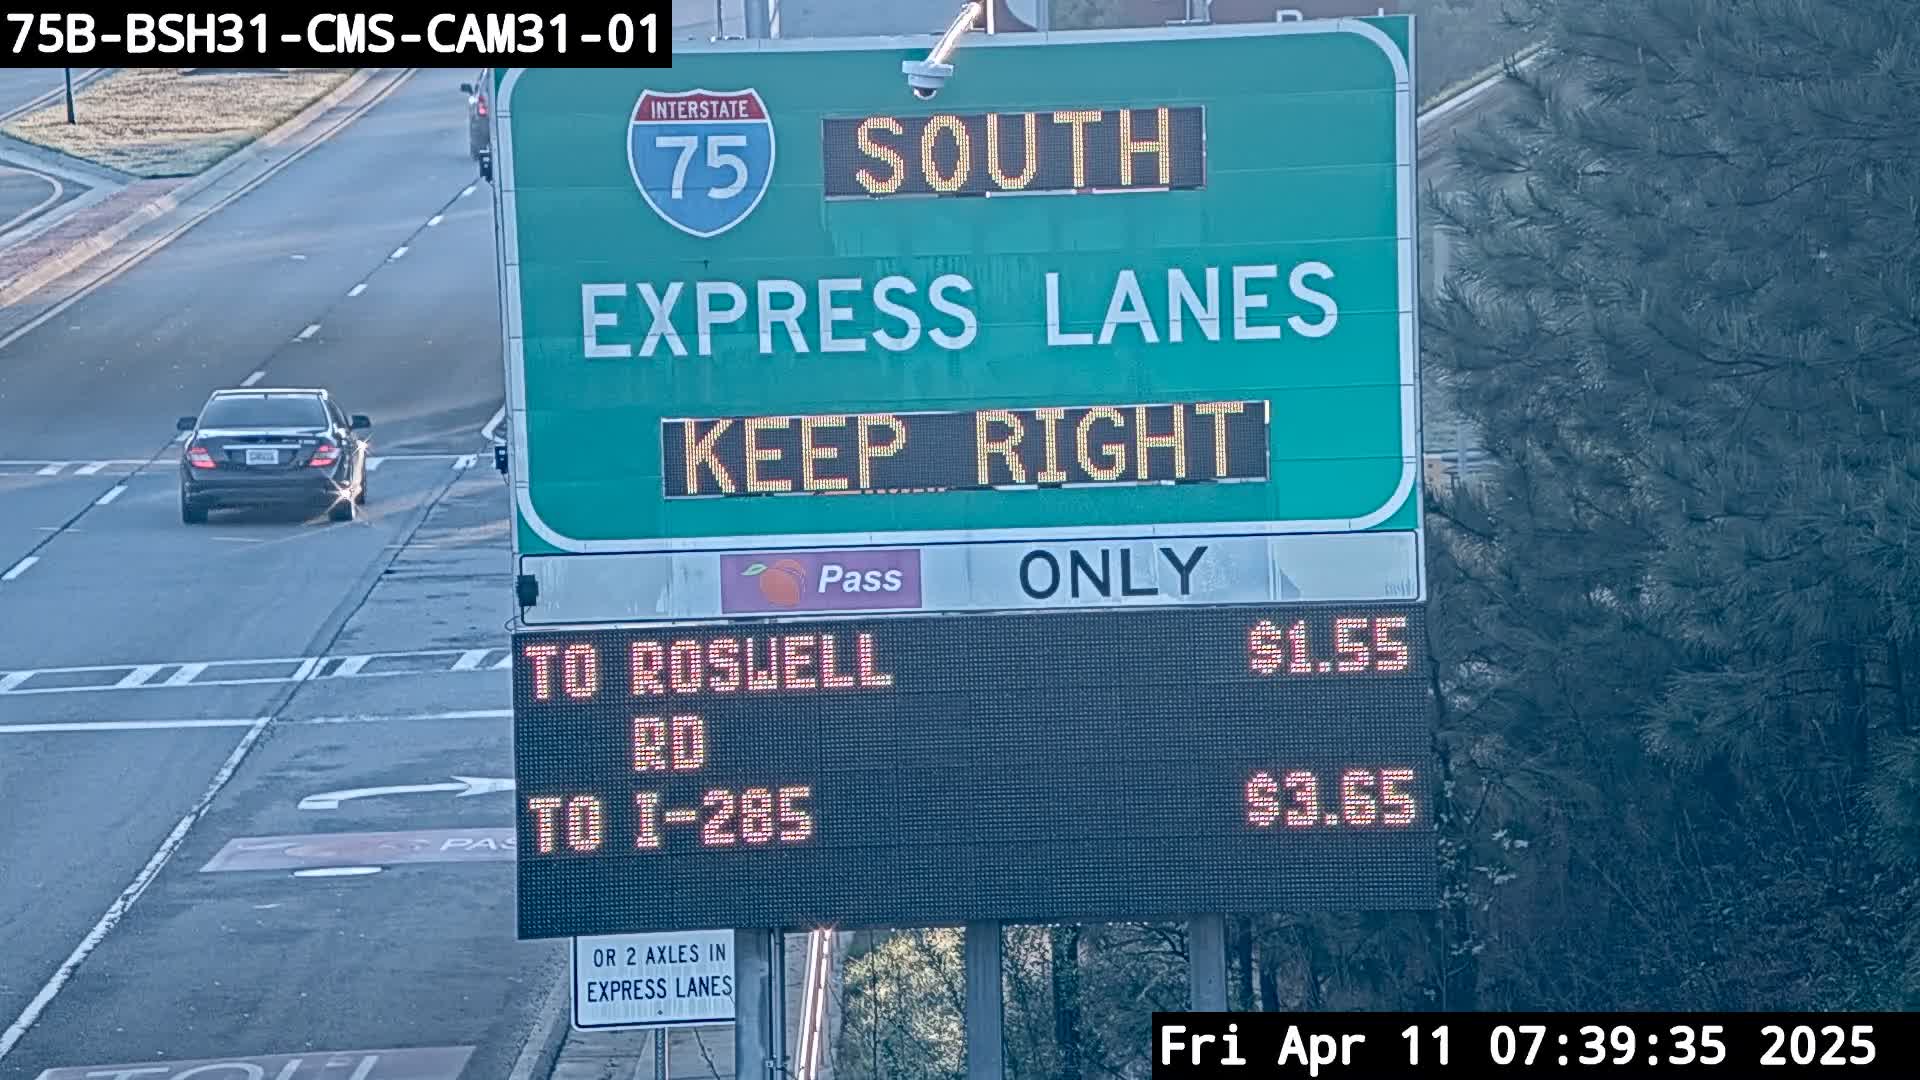 75B-BSH31-CMS-CAM31-01
INTERSTATE
75
SOUTH
EXPRESS LANES
KEEP RIGHT
Pass
ONLY
TO ROSWELL $1.55
RD
TO I-285 $3.65
OR 2 AXLES IN
EXPRESS LANES
Fri Apr 11 07:39:35 2025